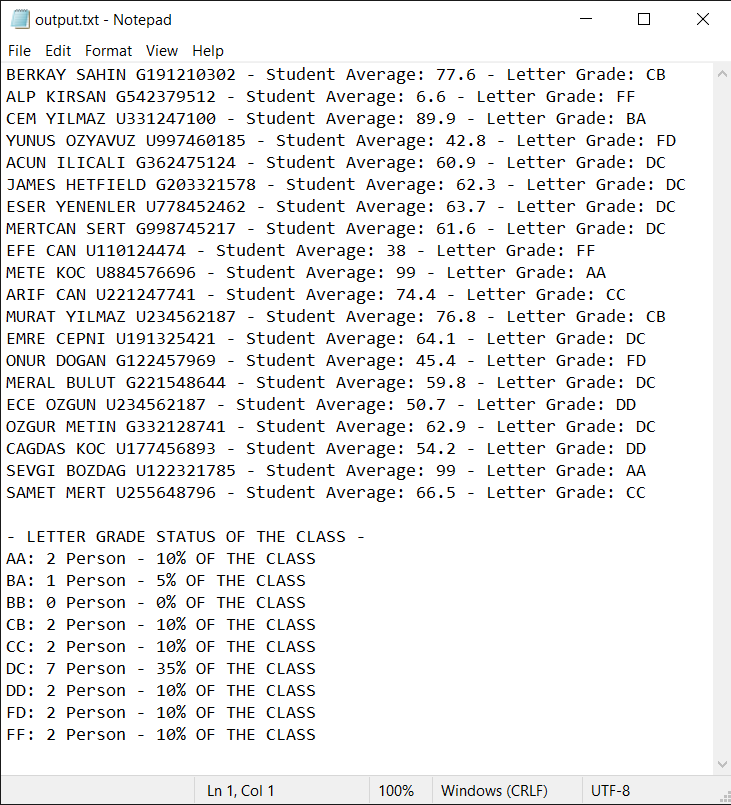 output.txt - Notepad
File Edit Format View Help
BERKAY SAHIN G191210302 - Student Average: 77.6 - Letter Grade: CB
ALP KIRSAN G542379512 - Student Average: 6.6 - Letter Grade: FF
CEM YILMAZ U331247100 - Student Average: 89.9 - Letter Grade: BA
YUNUS OZYAVUZ U997460185 - Student Average: 42.8 - Letter Grade: FD
ACUN ILICALI G362475124 - Student Average: 60.9 - Letter Grade: DC
JAMES HETFIELD G203321578 - Student Average: 62.3 - Letter Grade: DC
ESER YENENLER U778452462 - Student Average: 63.7 - Letter Grade: DC
MERTCAN SERT G998745217 - Student Average: 61.6 - Letter Grade: DC
EFE CAN U110124474 - Student Average: 38 - Letter Grade: FF
METE KOC U884576696 - Student Average: 99 - Letter Grade: AA
ARIF CAN U221247741 - Student Average: 74.4 - Letter Grade: CC
MURAT YILMAZ U234562187 - Student Average: 76.8 - Letter Grade: CB
EMRE CEPNI U191325421 - Student Average: 64.1 - Letter Grade: DC
ONUR DOGAN G122457969 - Student Average: 45.4 - Letter Grade: FD
MERAL BULUT G221548644 - Student Average: 59.8 - Letter Grade: DC
ECE OZGUN U234562187 - Student Average: 50.7 - Letter Grade: DD
OZGUR METIN G332128741 - Student Average: 62.9 - Letter Grade: DC
CAGDAS KOC U177456893 - Student Average: 54.2 - Letter Grade: DD
SEVGI BOZDAG U122321785 - Student Average: 99 - Letter Grade: AA
SAMET MERT U255648796 - Student Average: 66.5 - Letter Grade: CC
- LETTER GRADE STATUS OF THE CLASS -
AA: 2 Person - 10% OF THE CLASS
BA: 1 Person - 5% OF THE CLASS
BB: 0 Person - 0% OF THE CLASS
CB: 2 Person - 10% OF THE CLASS
CC: 2 Person - 10% OF THE CLASS
DC: 7 Person - 35% OF THE CLASS
DD: 2 Person - 10% OF THE CLASS
FD: 2 Person - 10% OF THE CLASS
FF: 2 Person - 10% OF THE CLASS
Ln 1, Col 1 100% Windows (CRLF) UTF-8